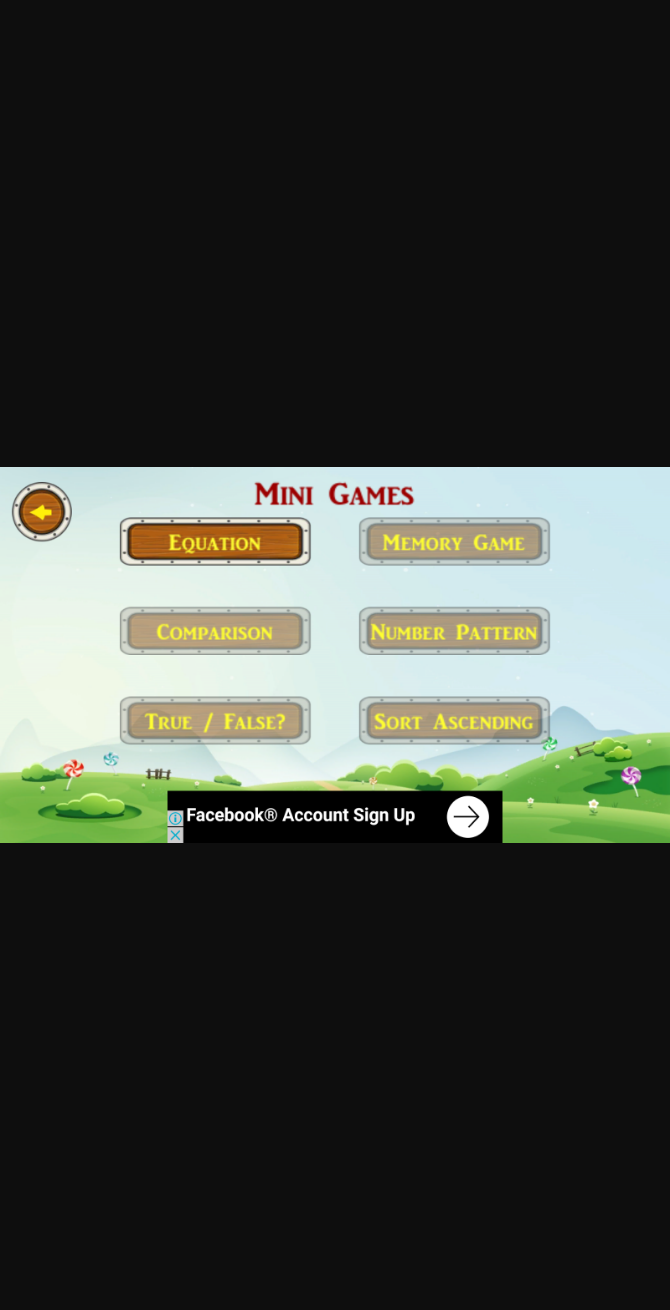 Mini Games
Equation
Memory Game
Comparison
Number Pattern
True / False?
Sort Ascending
Facebook® Account Sign Up